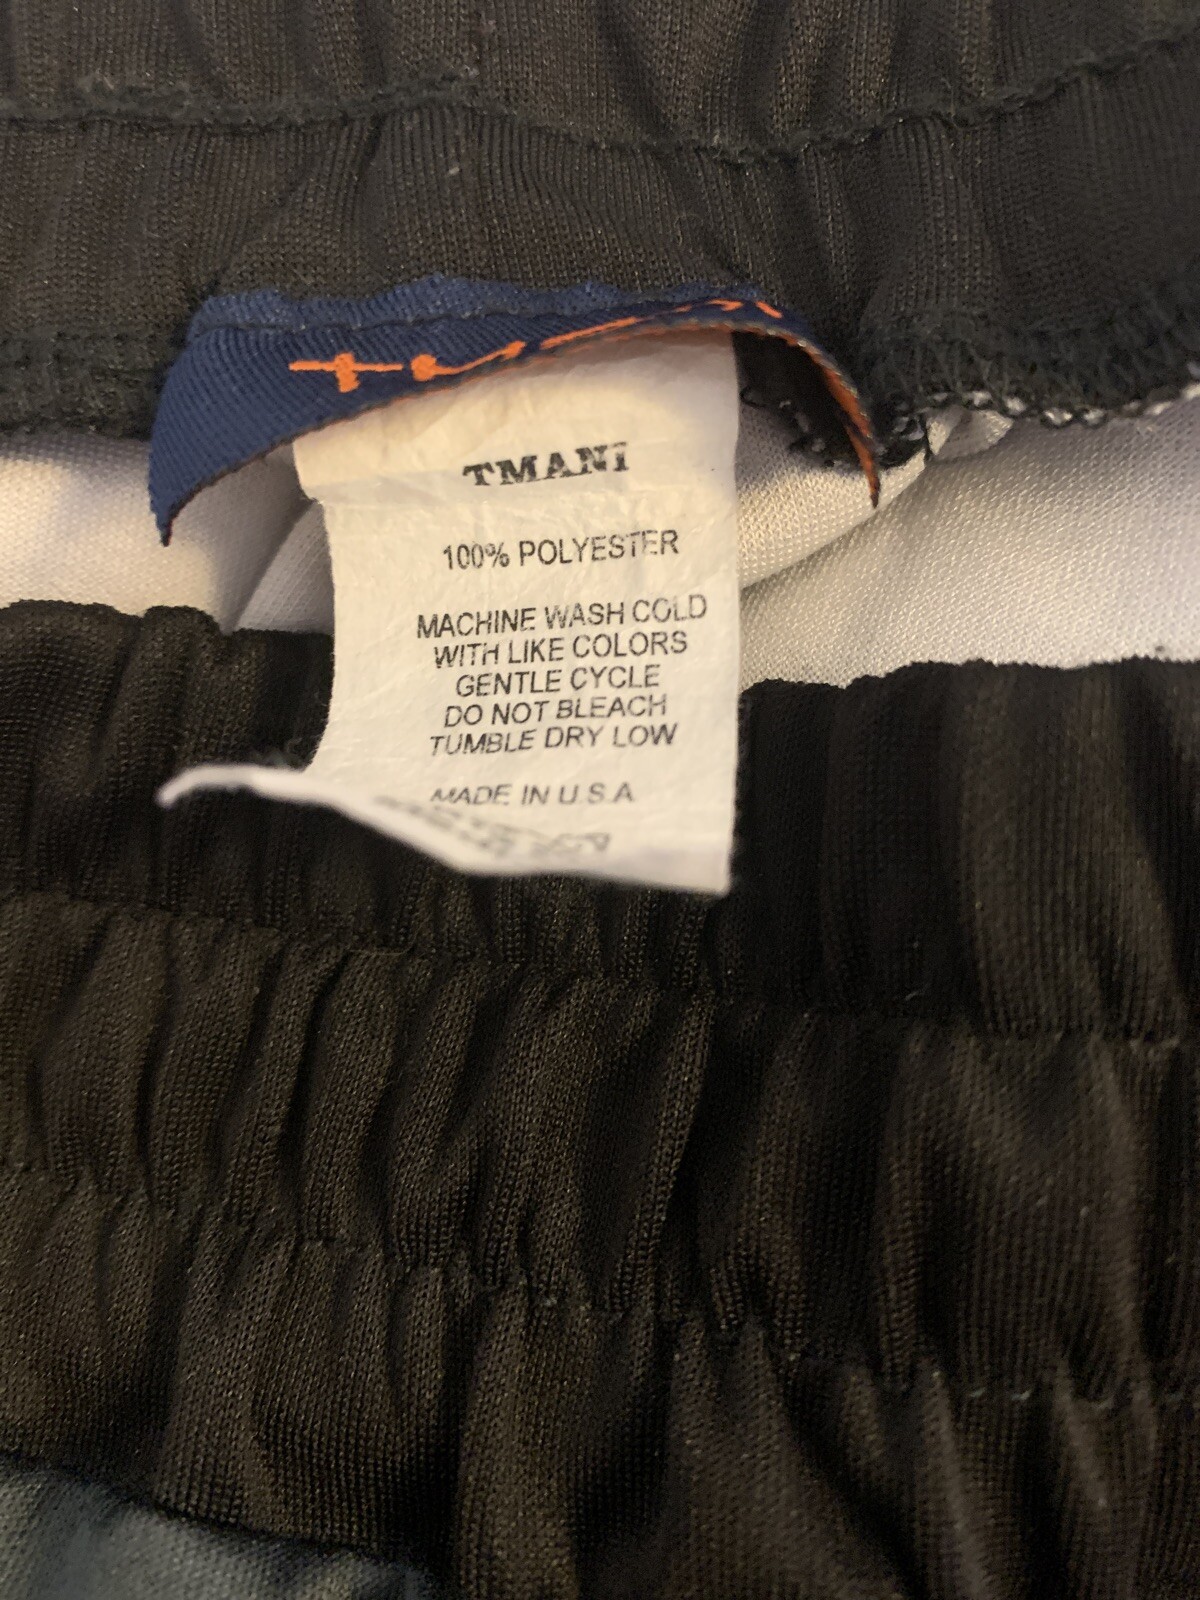 TMANI
100% POLYESTER
MACHINE WASH COLD
WITH LIKE COLORS
GENTLE CYCLE
DO NOT BLEACH
TUMBLE DRY LOW
MADE IN U.S.A